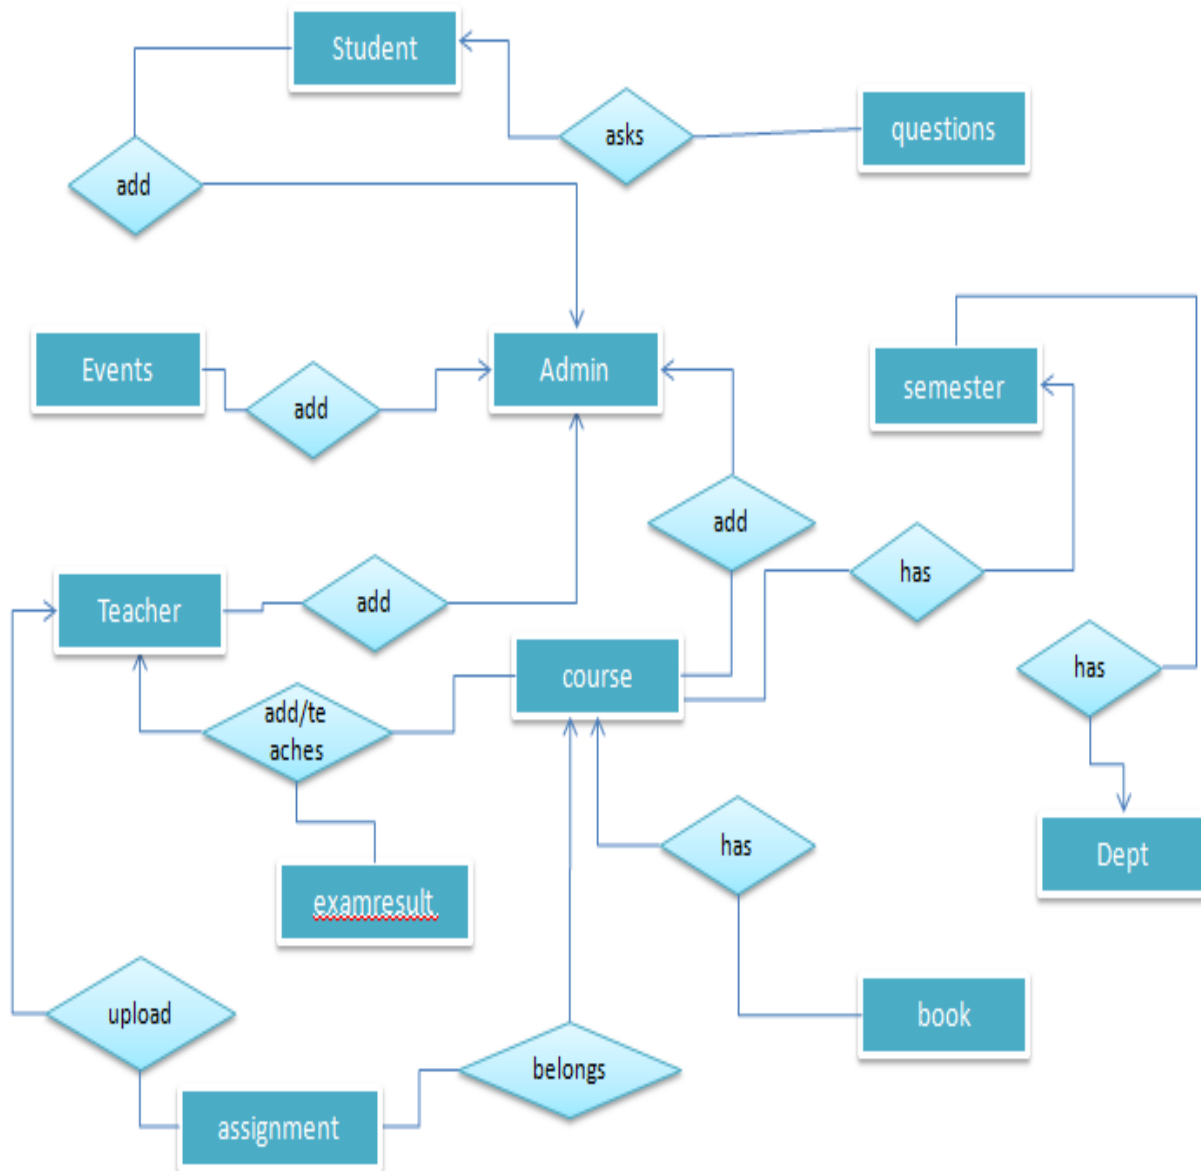 Student
asks
questions
add
Events
add
Admin
semester
add
has
Teacher
add
course
has
add/te
aches
has
Dept
examresult
upload
belongs
book
assignment